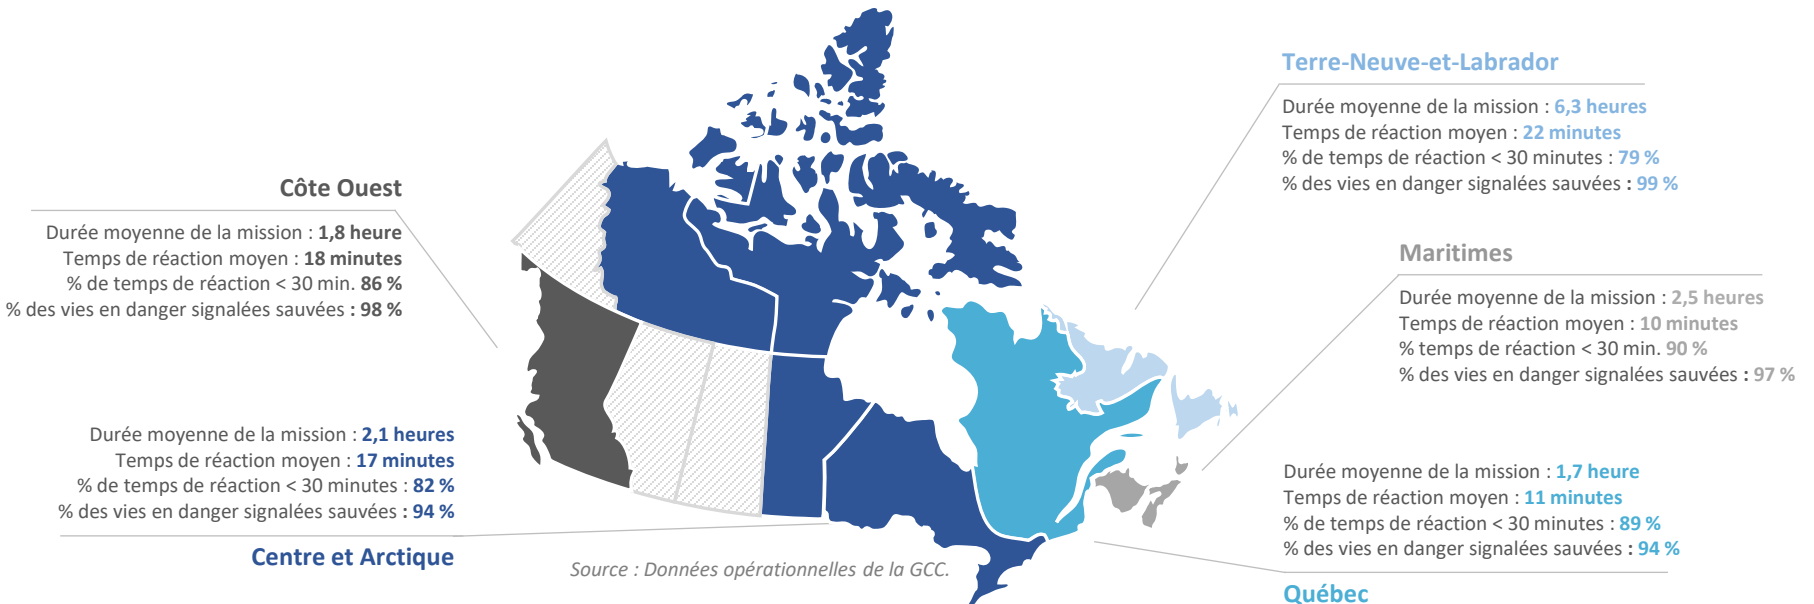 Côte Ouest
Durée moyenne de la mission : 1,8 heure
Temps de réaction moyen : 18 minutes
% de temps de réaction < 30 min. 86 %
% des vies en danger signalées sauvées : 98 %
Durée moyenne de la mission : 2,1 heures
Temps de réaction moyen : 17 minutes
% de temps de réaction < 30 minutes : 82 %
% des vies en danger signalées sauvées : 94 %
Centre et Arctique
Source : Données opérationnelles de la GCC.
Terre-Neuve-et-Labrador
Durée moyenne de la mission : 6,3 heures
Temps de réaction moyen : 22 minutes
% de temps de réaction < 30 minutes : 79 %
% des vies en danger signalées sauvées : 99 %
Maritimes
Durée moyenne de la mission : 2,5 heures
Temps de réaction moyen : 10 minutes
% temps de réaction < 30 min. 90 %
% des vies en danger signalées sauvées : 97 %
Durée moyenne de la mission : 1,7 heure
Temps de réaction moyen : 11 minutes
% de temps de réaction < 30 minutes : 89 %
% des vies en danger signalées sauvées : 94 %
Québec